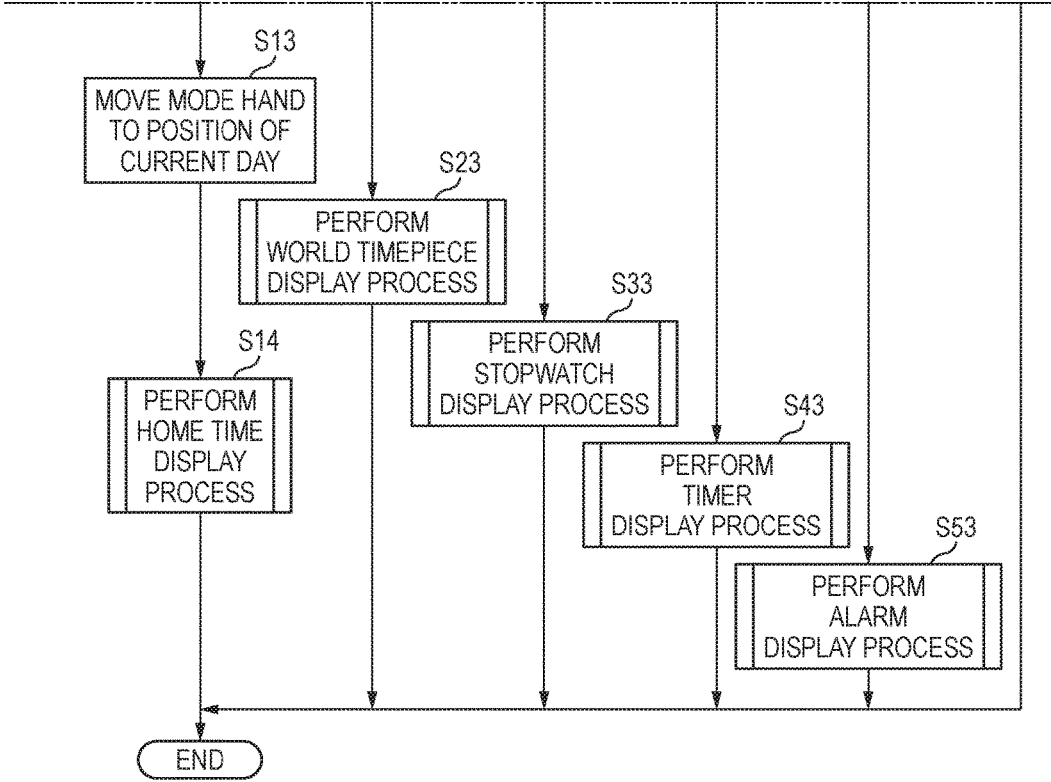 S13
MOVE MODE HAND
TO POSITION OF
CURRENT DAY
S23
PERFORM
WORLD TIMEPIECE
DISPLAY PROCESS
S33
PERFORM
STOPWATCH
DISPLAY PROCESS
S14
PERFORM
HOME TIME
DISPLAY
PROCESS
S43
PERFORM
TIMER
DISPLAY PROCESS
S53
PERFORM
ALARM
DISPLAY PROCESS
END